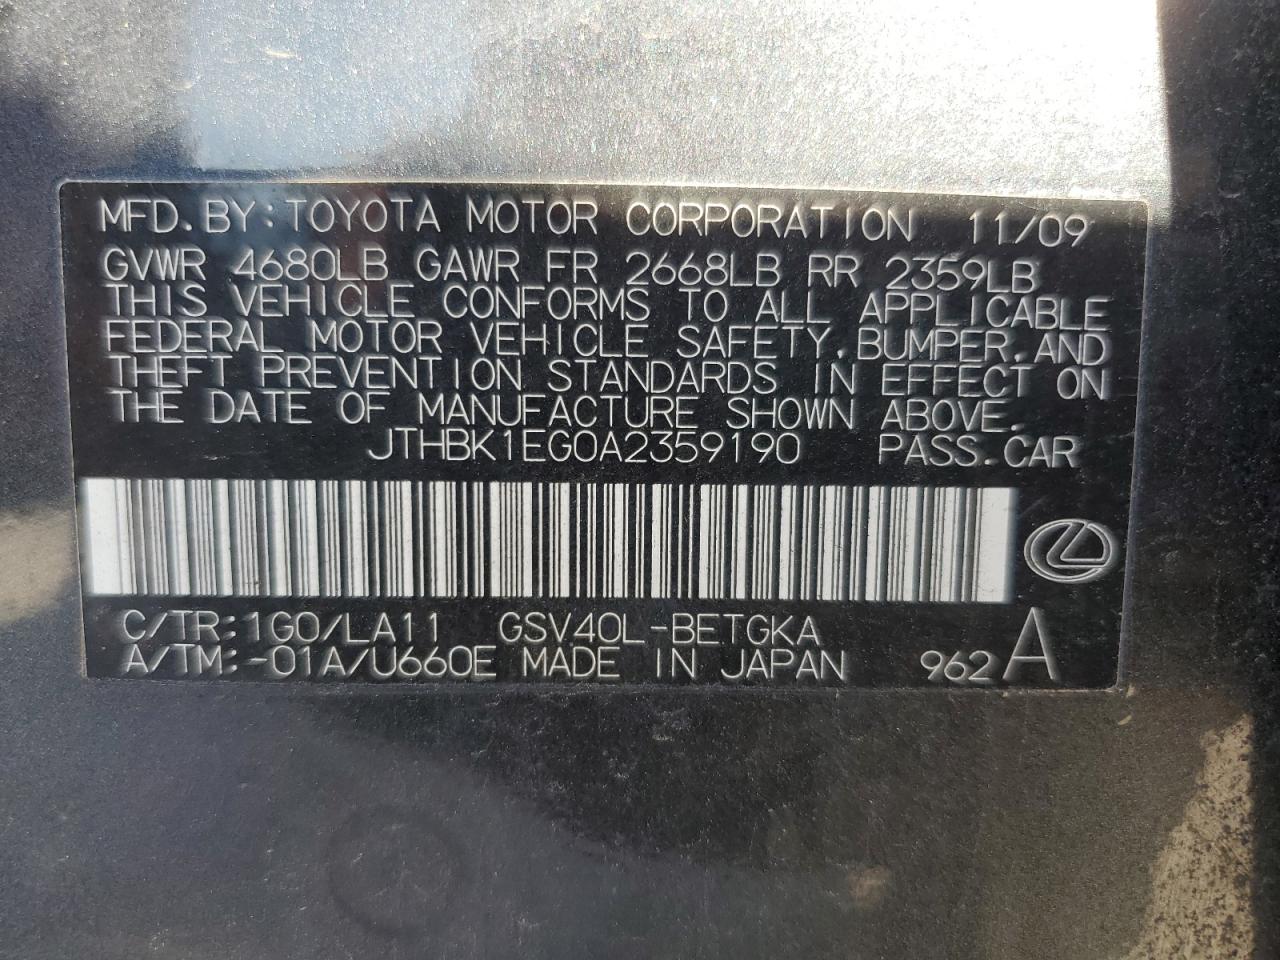 MFD. BY: TOYOTA MOTOR CORPORATION 11/09
GVWR 4680LB GAWR FR 2668LB RR 2359LB
THIS VEHICLE CONFORMS TO ALL APPLICABLE
FEDERAL MOTOR VEHICLE SAFETY, BUMPER, AND
THEFT PREVENTION STANDARDS IN EFFECT ON
THE DATE OF MANUFACTURE SHOWN ABOVE.
JTHBK1EG0A2359190 PASS. CAR
C/TR: 1G0/LA11 GSV40L-BETGKA
A/TM: -01A/U660E MADE IN JAPAN 962 A